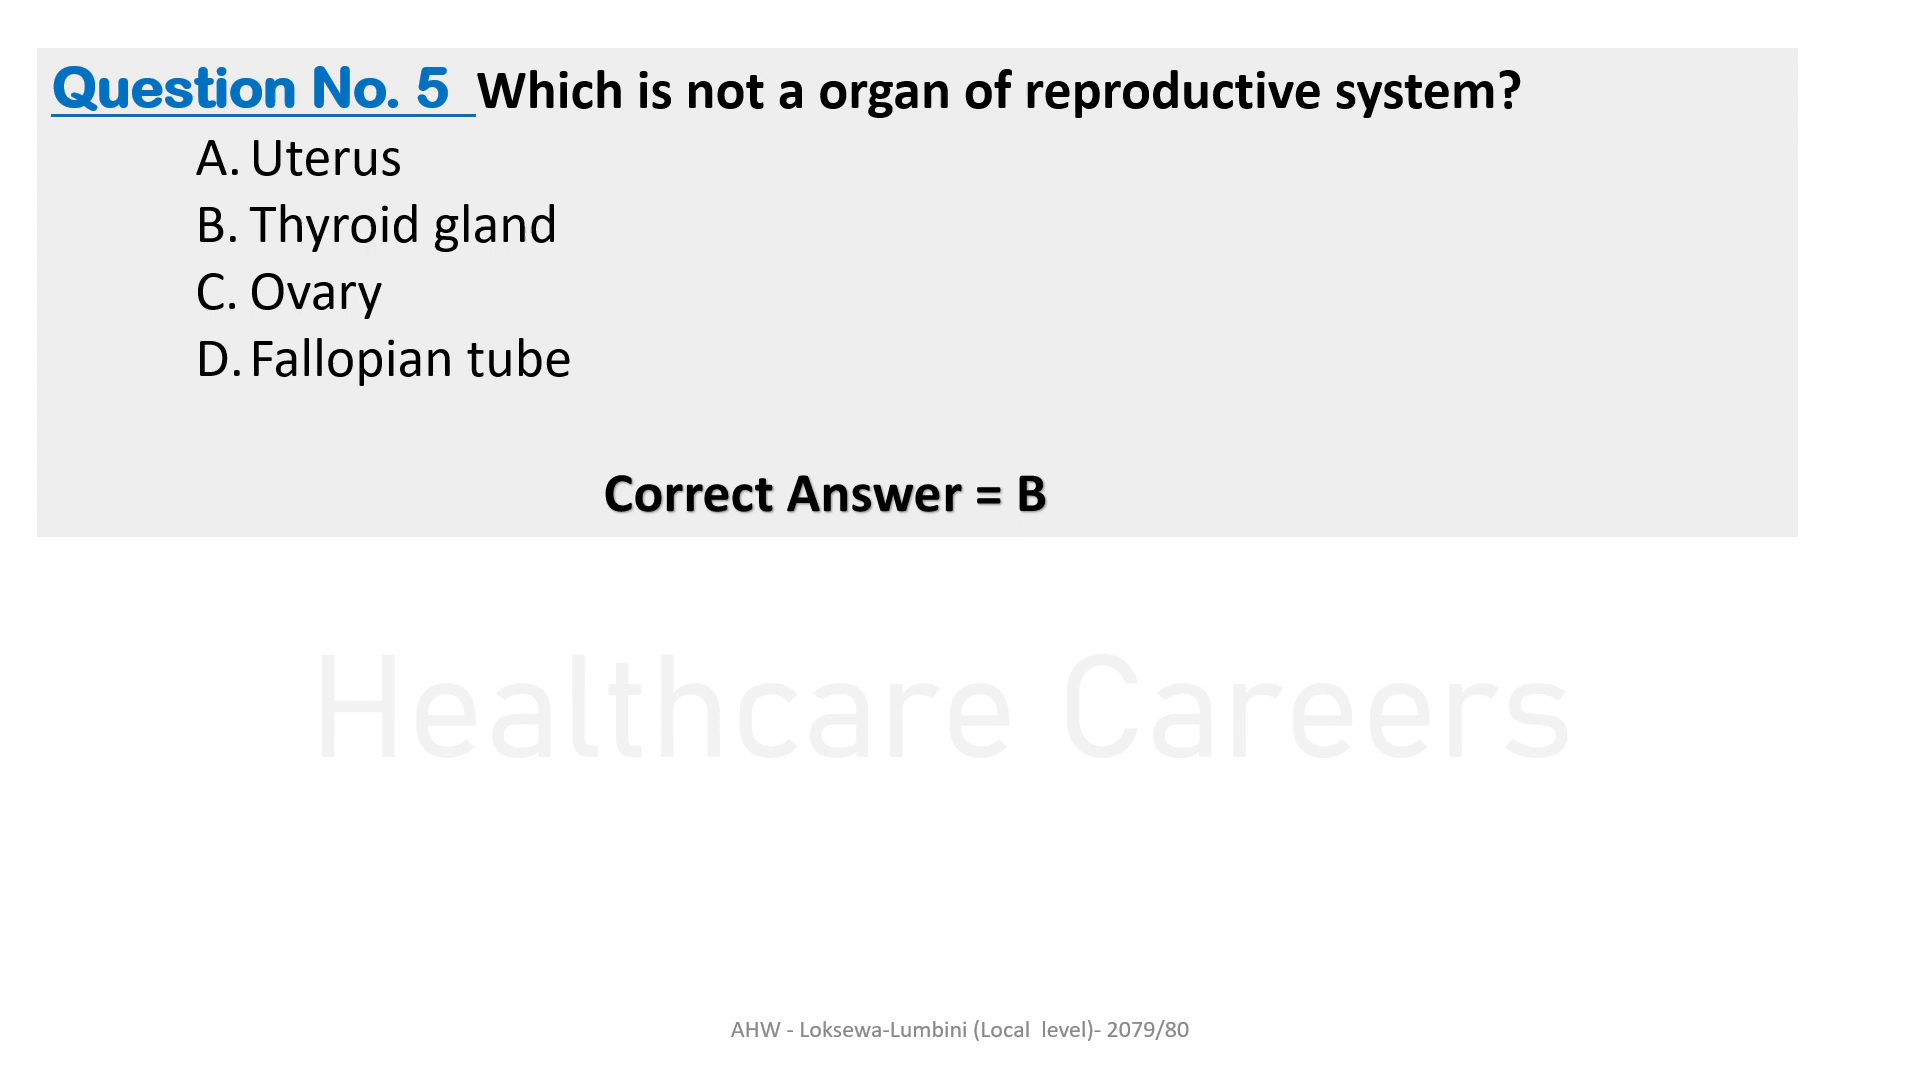 Question No. 5 Which is not a organ of reproductive system?
A. Uterus
B. Thyroid gland
C. Ovary
D. Fallopian tube
Correct Answer = B
Healthcare Careers
AHW - Loksewa-Lumbini (Local level)- 2079/80